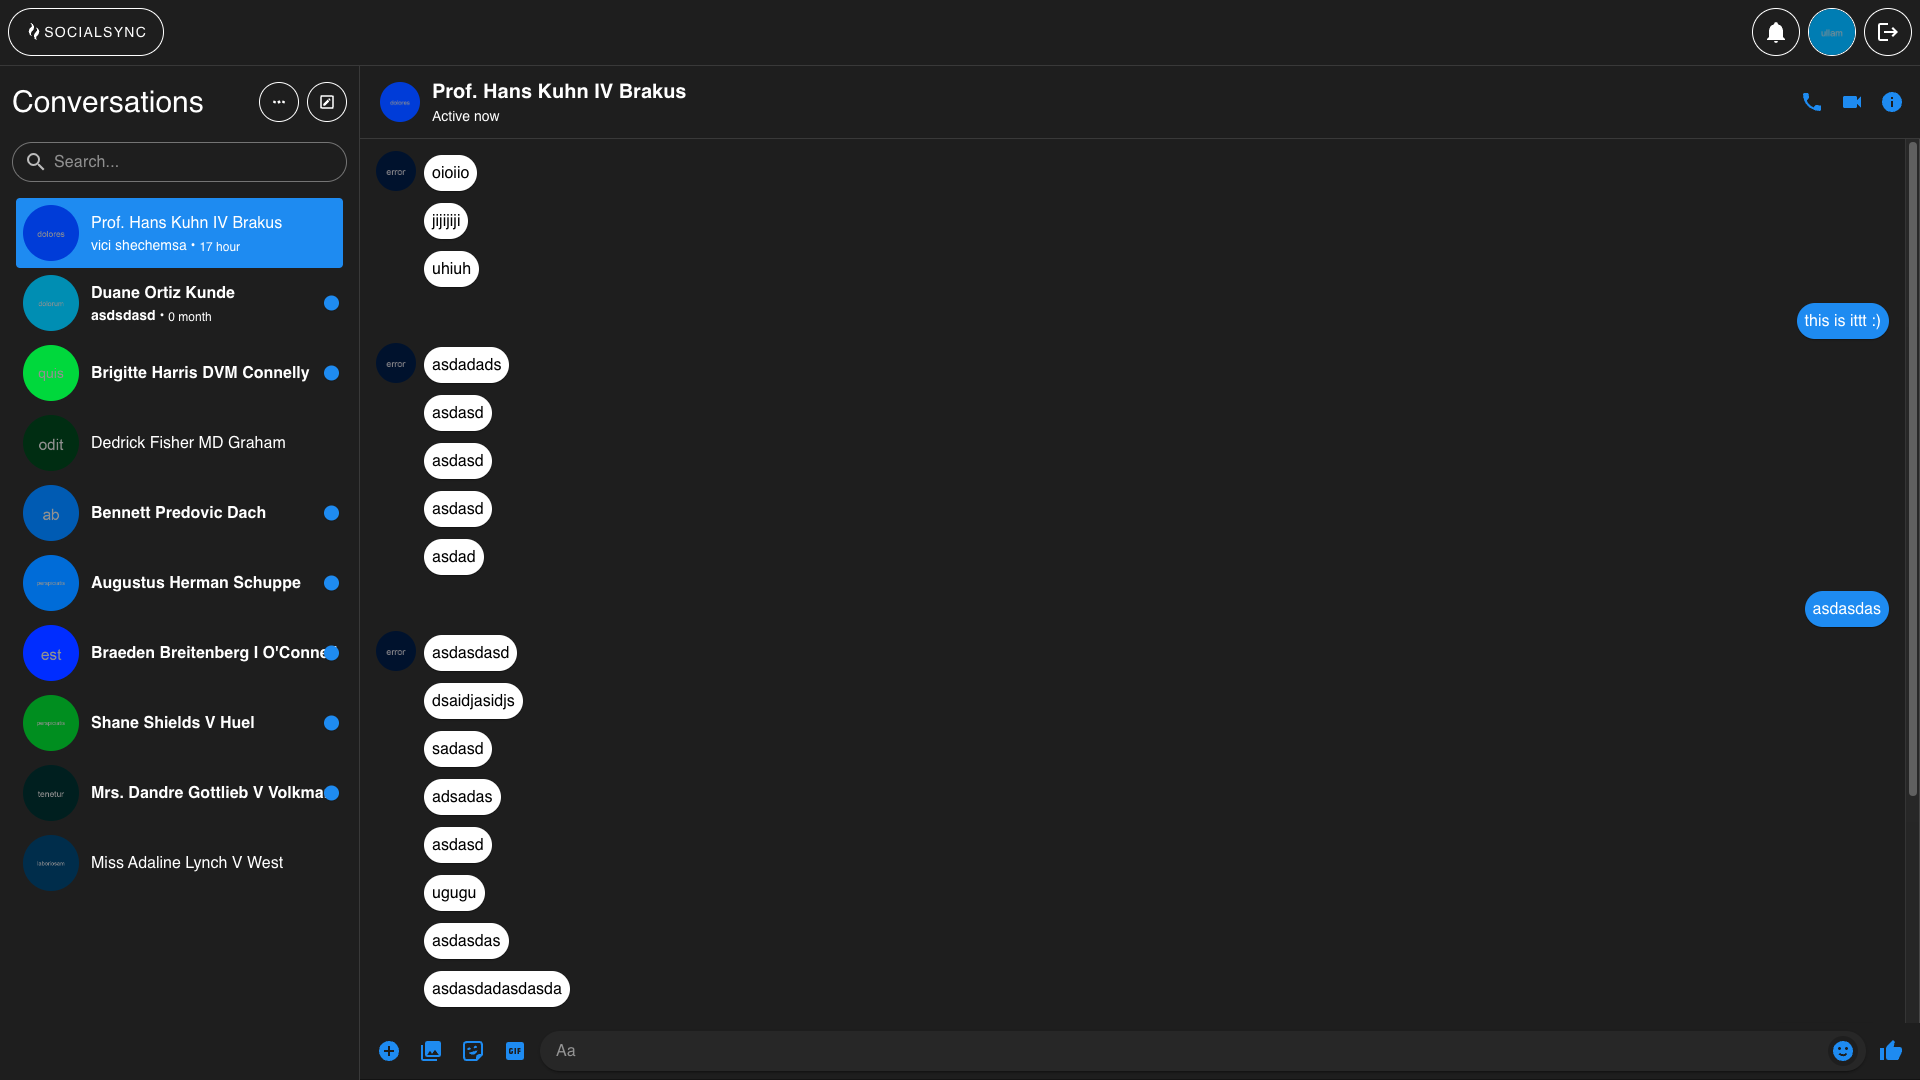 SOCIALSYNC
ullam
Conversations
Search...
dolores
Prof. Hans Kuhn IV Brakus
vici shechemsa • 17 hour
Duane Ortiz Kunde
asdsdasd • 0 month
quis
Brigitte Harris DVM Connelly
odit
Dedrick Fisher MD Graham
ab
Bennett Predovic Dach
Augustus Herman Schuppe
est
Braeden Breitenberg I O'Conne
Shane Shields V Huel
tenetur
Mrs. Dandre Gottlieb V Volkma
laboriosam
Miss Adaline Lynch V West
dolores
Prof. Hans Kuhn IV Brakus
Active now
error
oioiio
jijijiji
uhiuh
this is ittt :)
error
asdadads
asdasd
asdasd
asdasd
asdad
asdasdas
error
asdasdasd
dsaidjasidjs
sadasd
adsadas
asdasd
ugugu
asdasdas
asdasdadasdasda
GIF
Aa